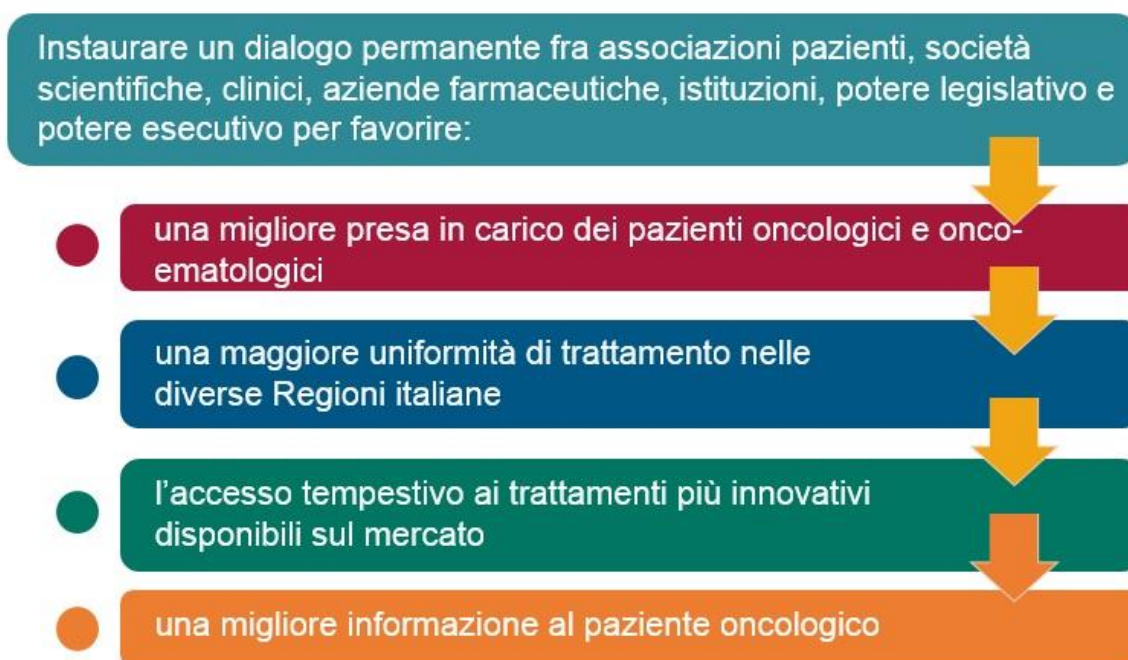 Instaurare un dialogo permanente fra associazioni pazienti, società
scientifiche, clinici, aziende farmaceutiche, istituzioni, potere legislativo e
potere esecutivo per favorire:
una migliore presa in carico dei pazienti oncologici e onco-
ematologici
una maggiore uniformità di trattamento nelle
diverse Regioni italiane
l’accesso tempestivo ai trattamenti più innovativi
disponibili sul mercato
una migliore informazione al paziente oncologico